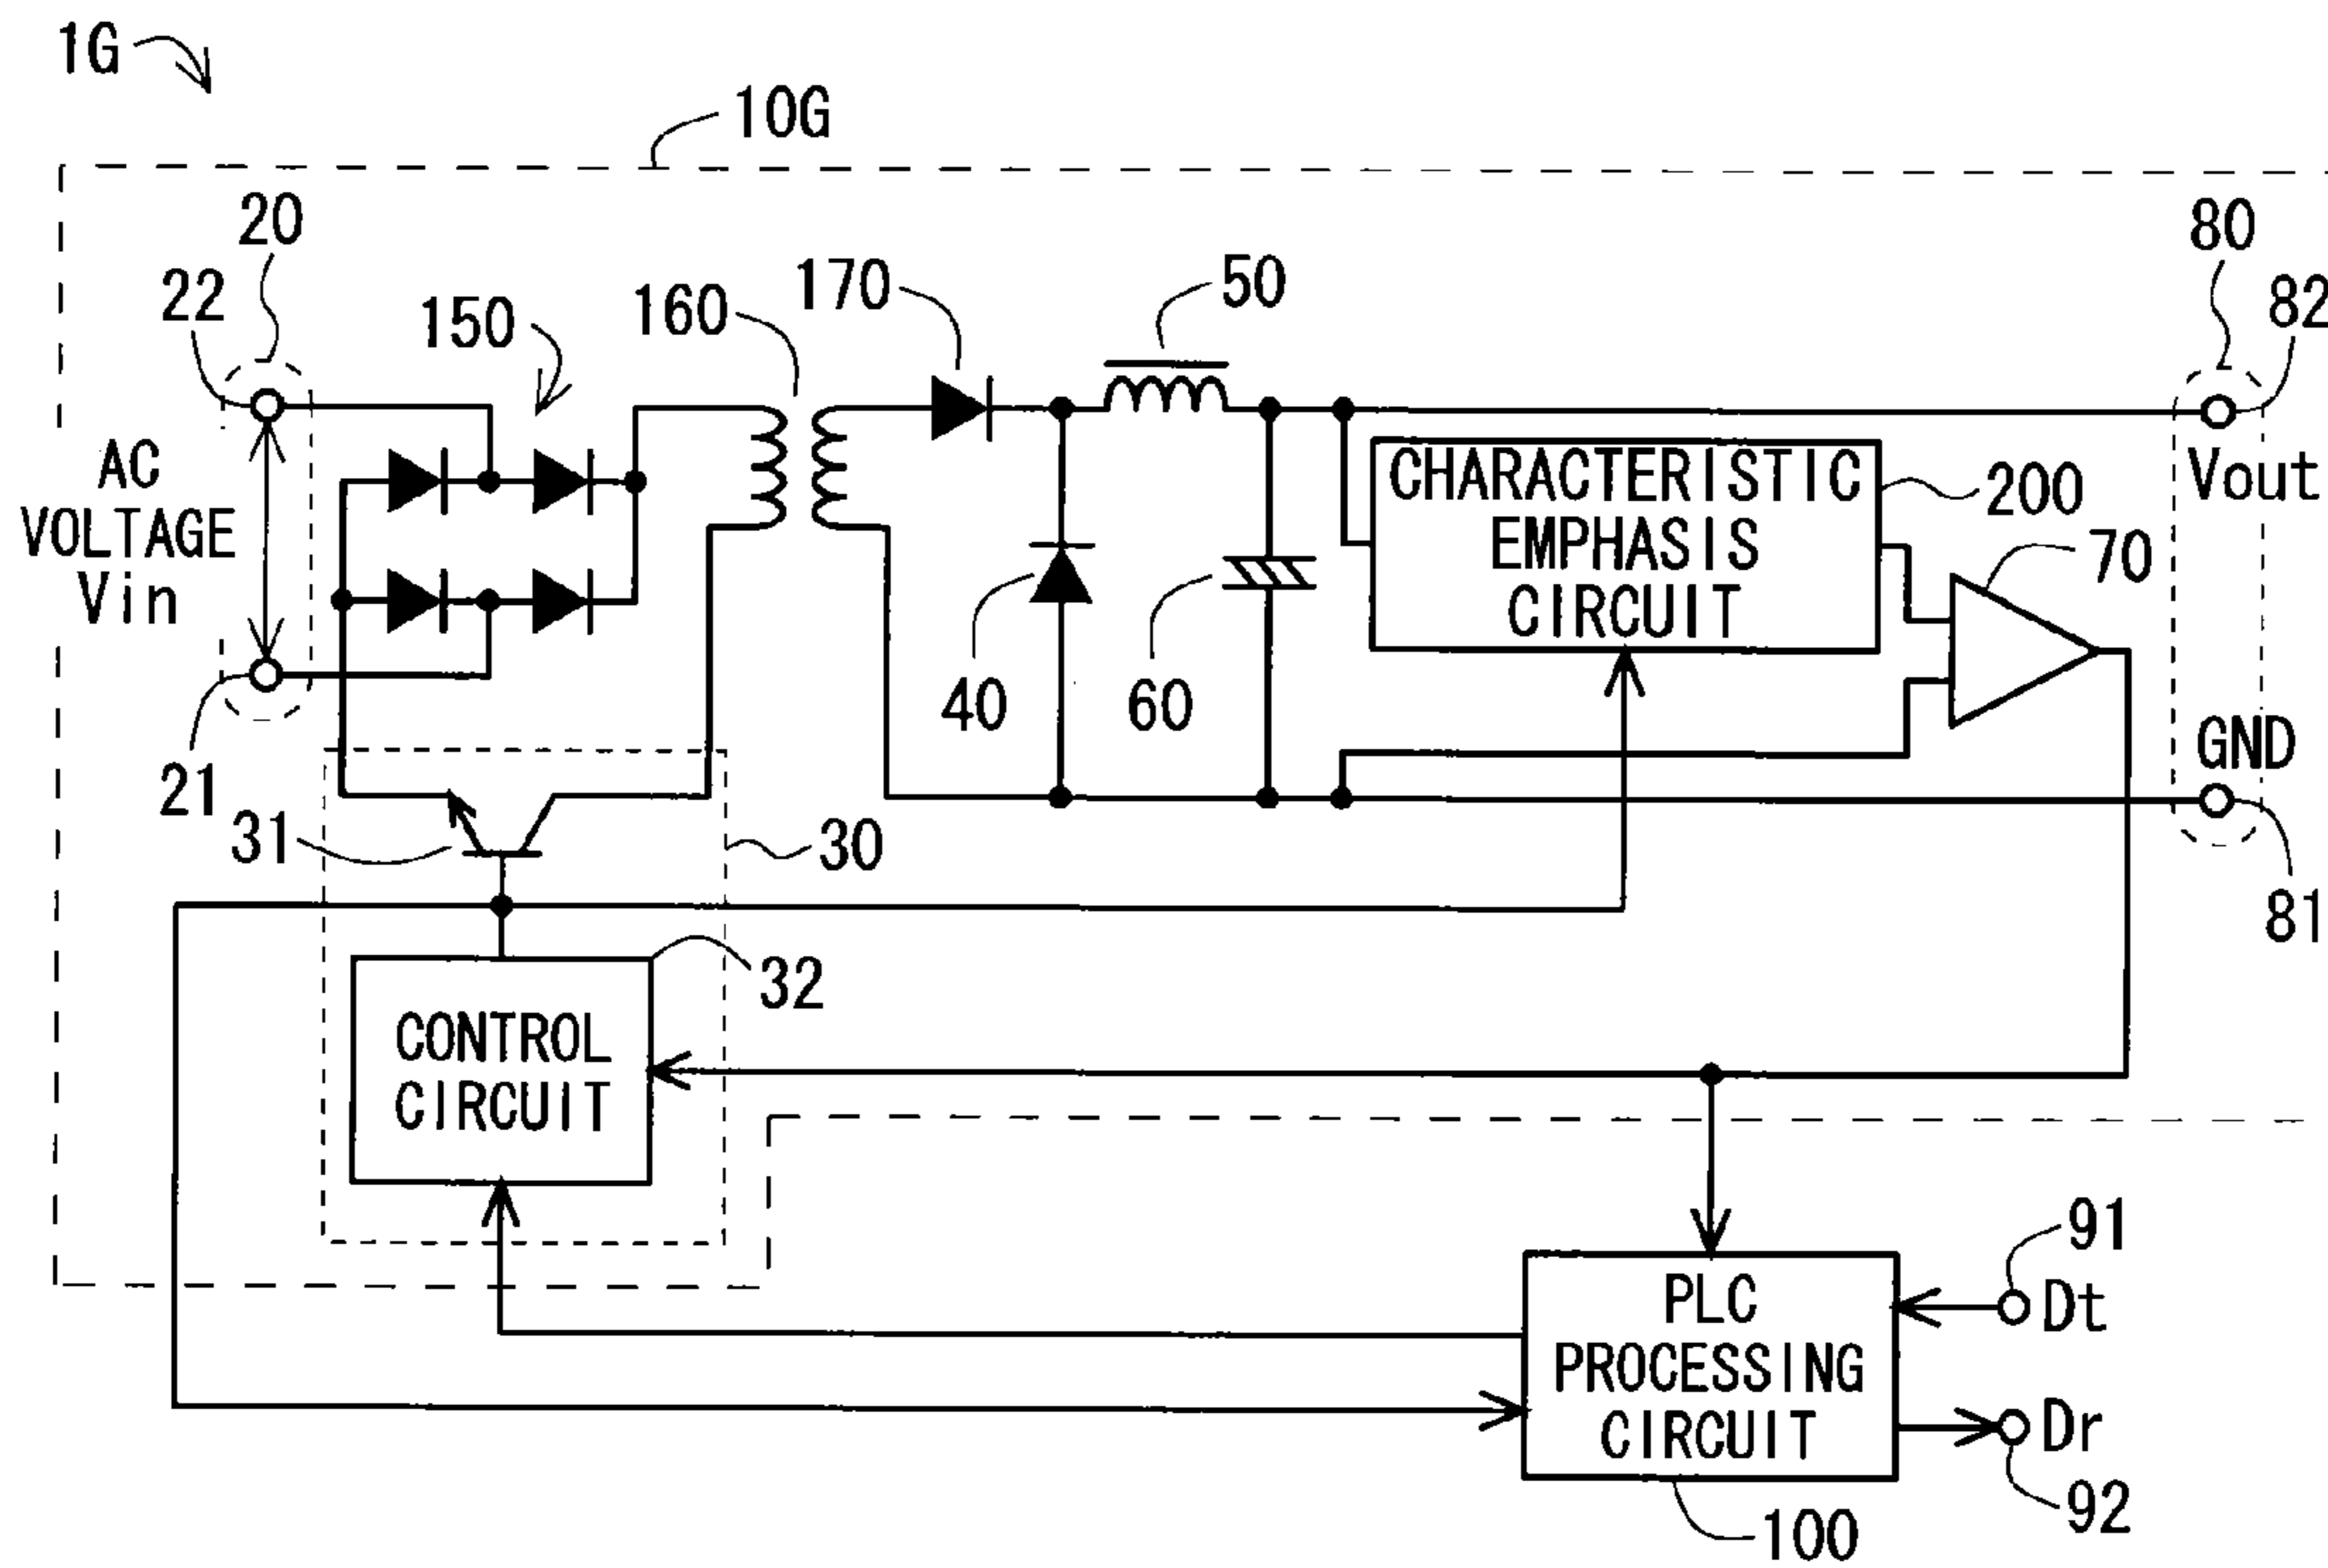 1G
10G
20
80
22
150
160
170
50
82
AC
VOLTAGE
Vin
CHARACTERISTIC
EMPHASIS
CIRCUIT
200
Vout
70
40
60
21
31
30
GND
81
32
CONTROL
CIRCUIT
91
PLC
PROCESSING
CIRCUIT
Dt
Dr
92
100